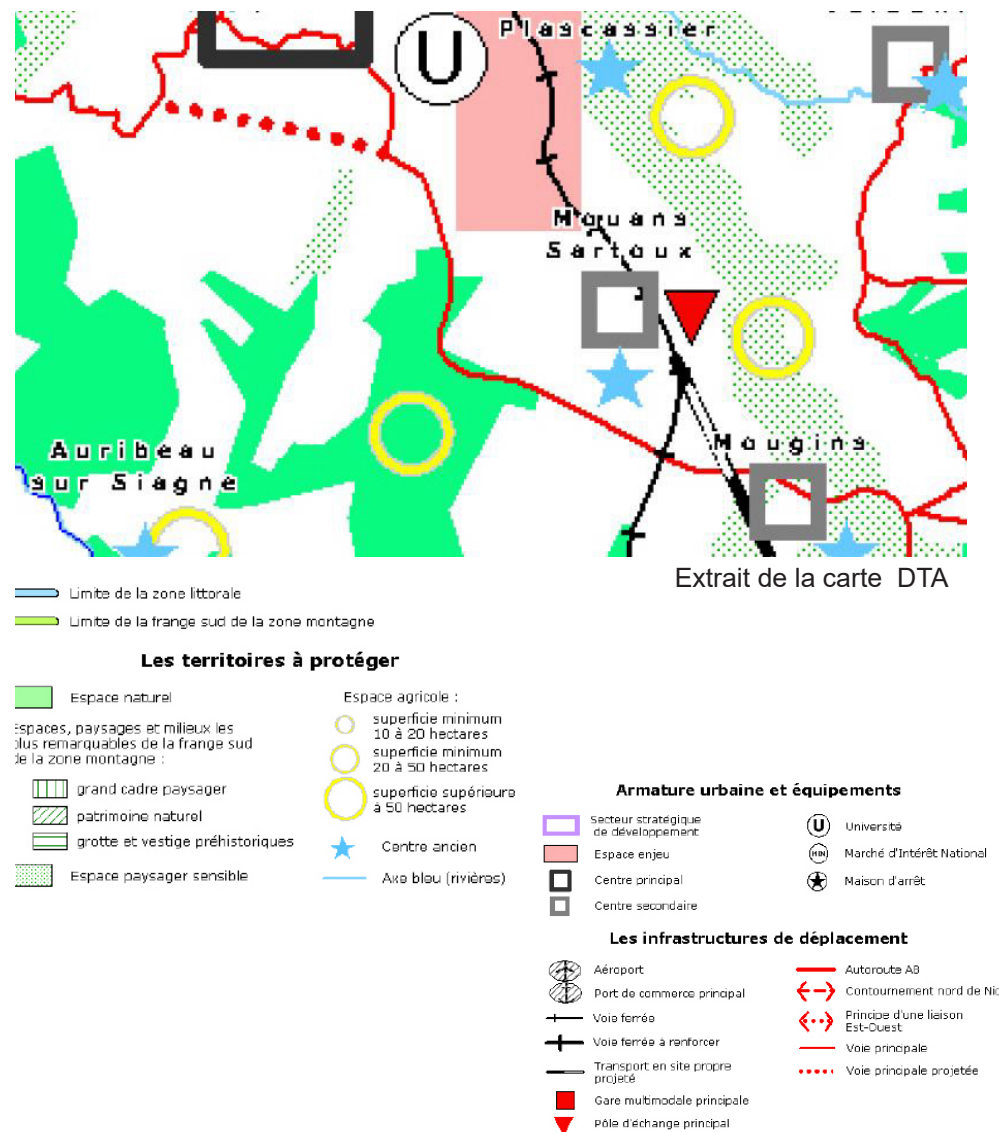 Plascassier
U
Mouans
Sartoux
Auribeau
sur Siagne
Mougins
Extrait de la carte DTA
Limite de la zone littorale
Limite de la frange sud de la zone montagne
Les territoires à protéger
Espace naturel
Espaces, paysages et milieux les
plus remarquables de la frange sud
de la zone montagne :
grand cadre paysager
patrimoine naturel
grotte et vestige préhistoriques
Espace paysager sensible
Espace agricole :
superficie minimum
10 à 20 hectares
superficie minimum
20 à 50 hectares
superficie supérieure
à 50 hectares
Centre ancien
Axe bleu (rivières)
Armature urbaine et équipements
Secteur stratégique
de développement
Espace enjeu
Centre principal
Centre secondaire
U Université
MIN Marché d'Intérêt National
Maison d'arrêt
Les infrastructures de déplacement
Aéroport
Port de commerce principal
Voie ferrée
Voie ferrée à renforcer
Transport en site propre
projeté
Gare multimodale principale
Pôle d'échange principal
Autoroute A8
Contournement nord de Nic
Principe d'une liaison
Est-Ouest
Voie principale
Voie principale projetée